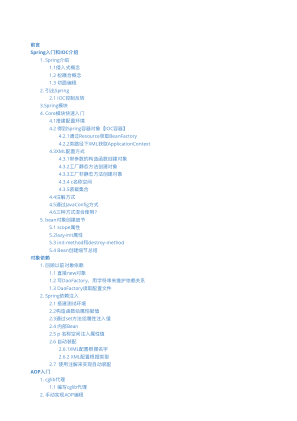 前言
Spring入门和IOC介绍
1. Spring介绍
1.1侵入式概念
1.2 松耦合概念
1.3 切面编程
2. 引出Spring
2.1 IOC控制反转
3.Spring模块
4. Core模块快速入门
4.1搭建配置环境
4.2 得到Spring容器对象【IOC容器】
4.2.1通过Resource获取BeanFactory
4.2.2类路径下XML获取ApplicationContext
4.3XML配置方式
4.3.1带参数的构造函数创建对象
4.3.2工厂静态方法创建对象
4.3.3工厂非静态方法创建对象
4.3.4 c名称空间
4.3.5装载集合
4.4注解方式
4.5通过JavaConfig方式
4.6三种方式混合使用？
5. bean对象创建细节
5.1 scope属性
5.2lazy-init属性
5.3 init-method和destroy-method
5.4 Bean创建细节总结
对象依赖
1. 回顾以前对象依赖
1.1 直接new对象
1.2 写DaoFactory，用字符串来维护依赖关系
1.3 DaoFactory读取配置文件
2. Spring依赖注入
2.1 搭建测试环境
2.2构造函数给属性赋值
2.3通过set方法给属性注入值
2.4 内部Bean
2.5 p 名称空间注入属性值
2.6 自动装配
2.6.1XML配置根据名字
2.6.2 XML配置根据类型
2.7 使用注解来实现自动装配
AOP入门
1. cglib代理
1.1 编写cglib代理
2. 手动实现AOP编程